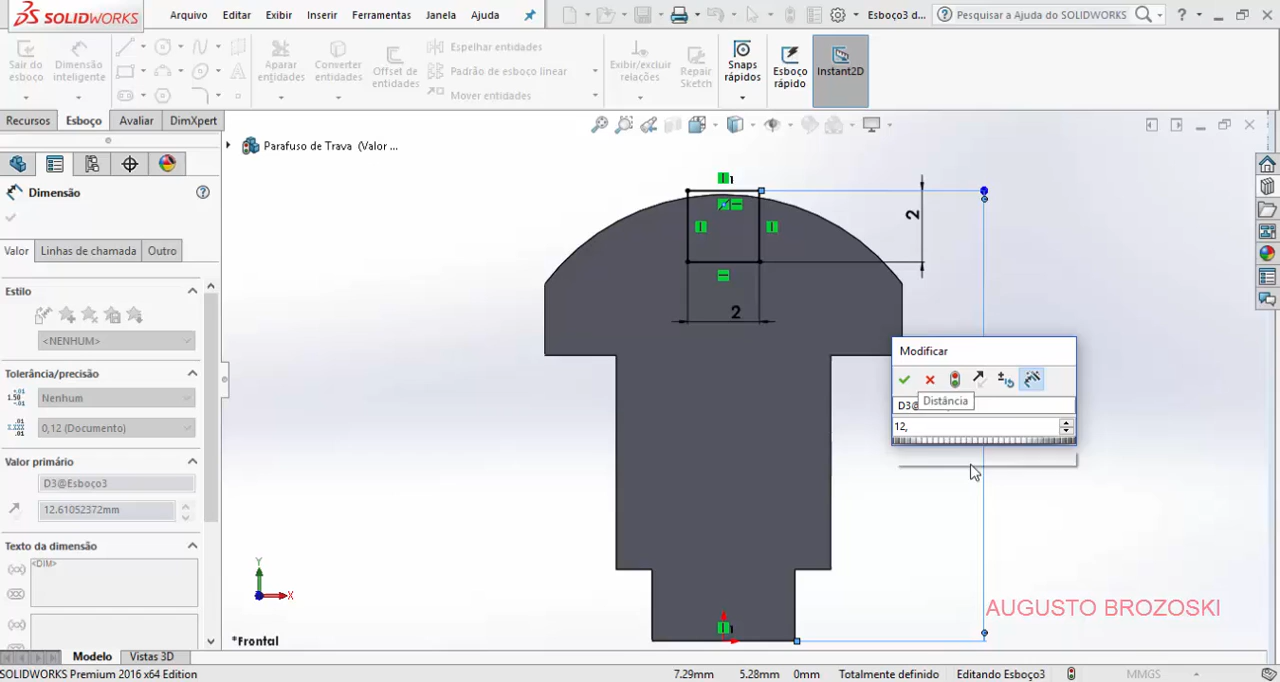 SOLIDWORKS
Arquivo Editar Exibir Inserir Ferramentas Janela Ajuda
Esboço3 d...
Pesquisar a Ajuda do SOLIDWORKS
Sair do esboço
Dimensão inteligente
Aparar entidades
Converter entidades
Offset de entidades
Espelhar entidades
Padrão de esboço linear
Mover entidades
Exibir/excluir relações
Repair Sketch
Snaps rápidos
Esboço rápido
Instant2D
Recursos Esboço Avaliar DimXpert
Parafuso de Trava (Valor ...
Dimensão
Valor Linhas de chamada Outro
Estilo
<NENHUM>
Tolerância/precisão
Nenhum
0,12 (Documento)
Valor primário
D3@Esboço3
12.61052372mm
Texto da dimensão
<DIM>
1
2
2
Modificar
D3@
Distância
12,
1
Y
X
*Frontal
AUGUSTO BROZOSKI
Modelo Vistas 3D
SOLIDWORKS Premium 2016 x64 Edition
7.29mm 5.28mm 0mm Totalmente definido Editando Esboço3 MMGS